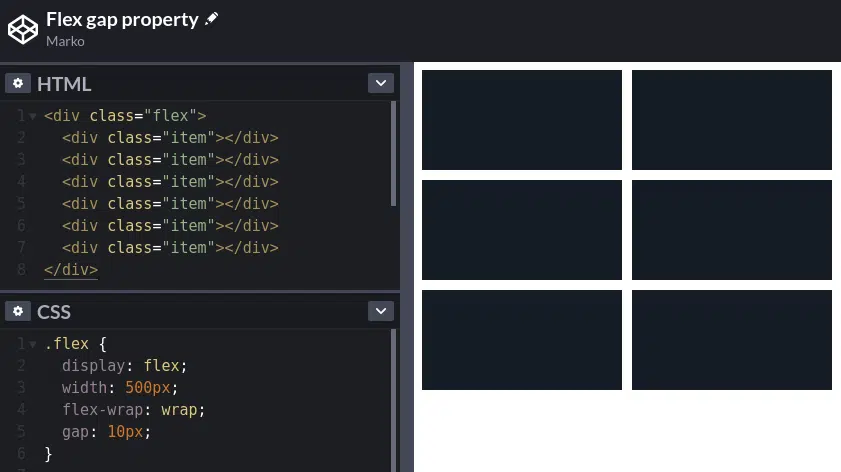 Flex gap property
Marko
HTML
1 <div class="flex">
2 <div class="item"></div>
3 <div class="item"></div>
4 <div class="item"></div>
5 <div class="item"></div>
6 <div class="item"></div>
7 <div class="item"></div>
8 </div>
CSS
1 .flex {
2 display: flex;
3 width: 500px;
4 flex-wrap: wrap;
5 gap: 10px;
6 }
7